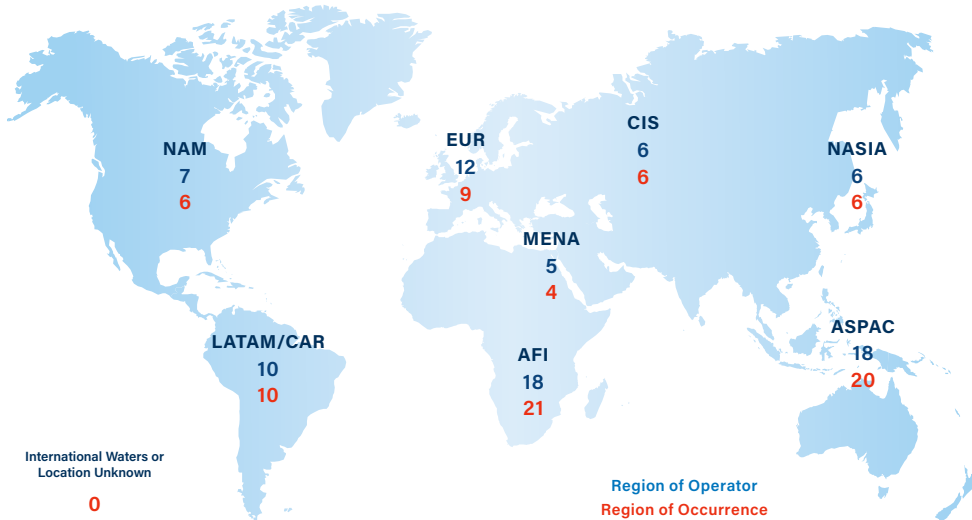 NAM
7
6
EUR
12
9
CIS
6
6
NASIA
6
6
MENA
5
4
LATAM/CAR
10
10
AFI
18
21
ASPAC
18
20
International Waters or
Location Unknown
0
Region of Operator
Region of Occurrence